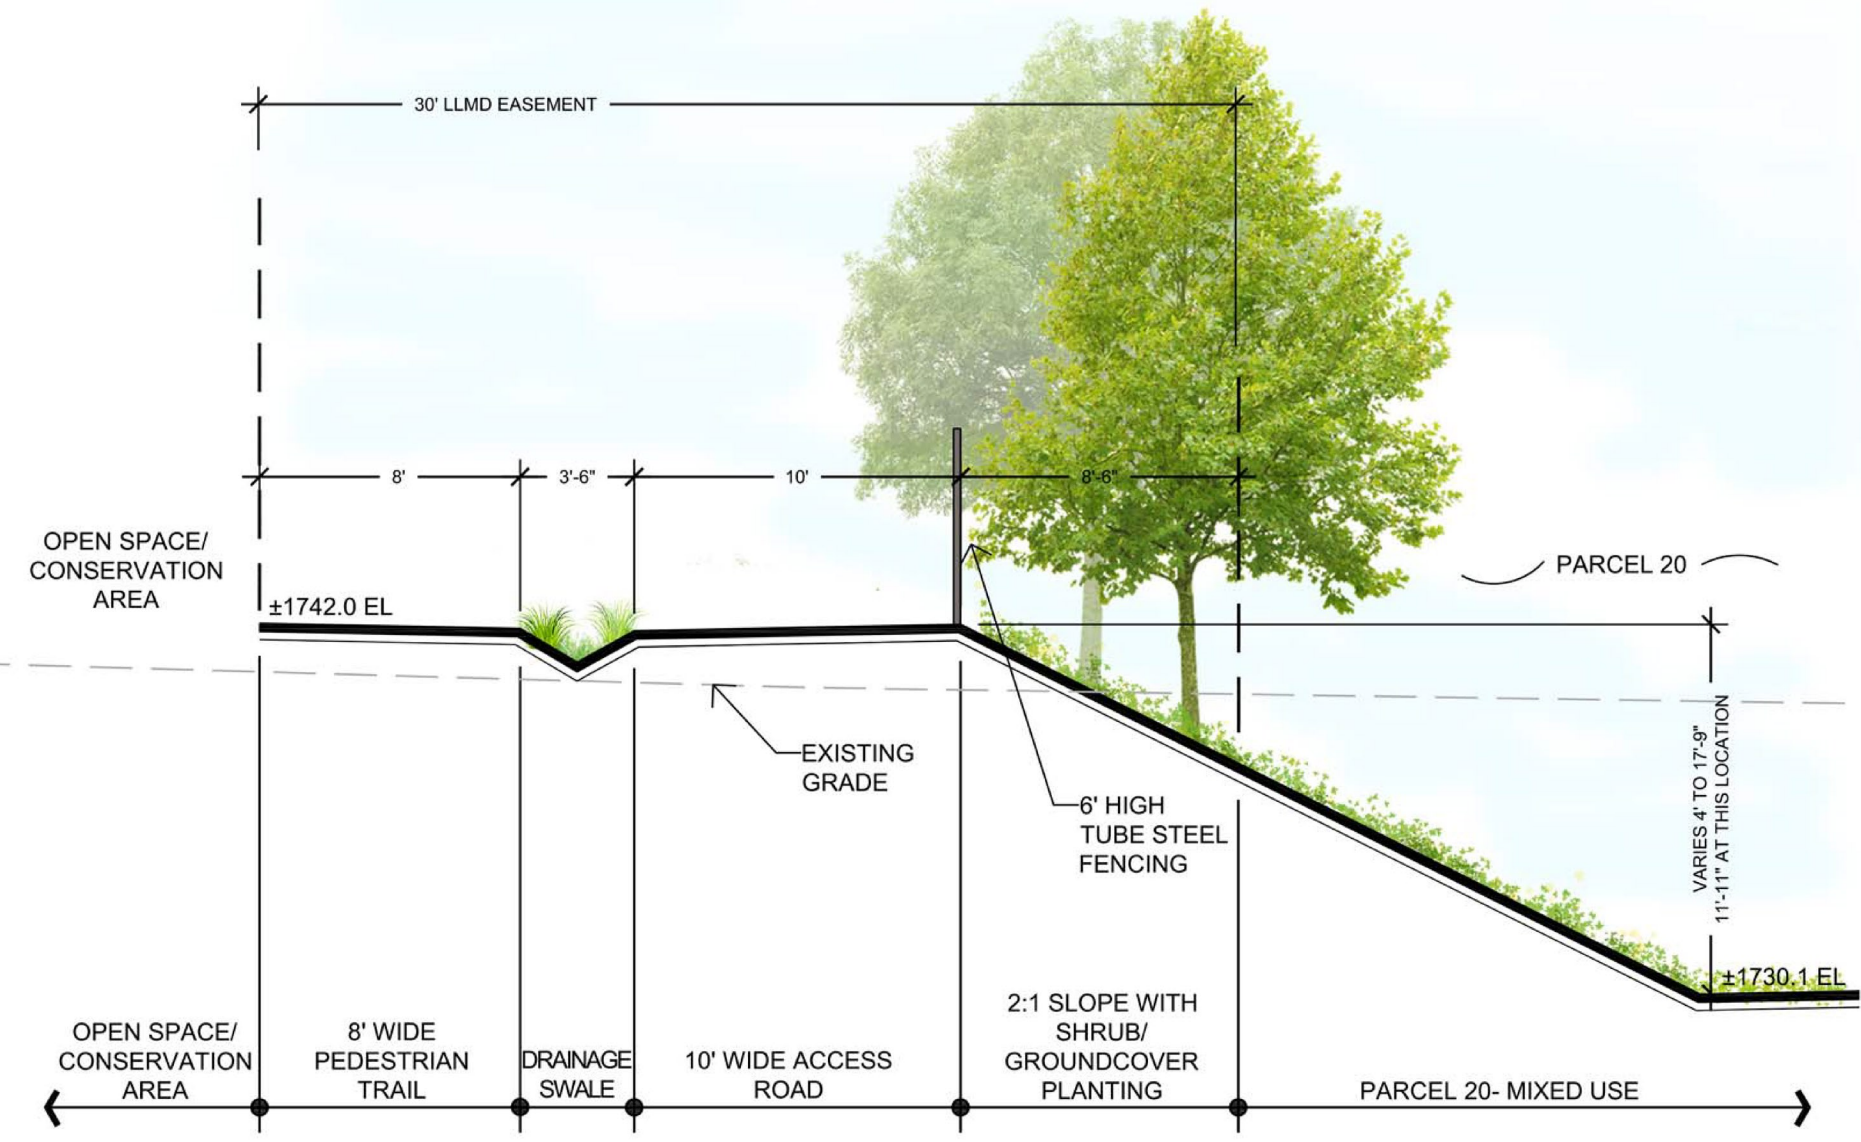 30' LLMD EASEMENT
8'
3'-6"
10'
8'-6"
OPEN SPACE/
CONSERVATION
AREA
±1742.0 EL
PARCEL 20
EXISTING
GRADE
6' HIGH
TUBE STEEL
FENCING
VARIES 4' TO 17'-9"
11'-11" AT THIS LOCATION
±1730.1 EL
OPEN SPACE/
CONSERVATION
AREA
8' WIDE
PEDESTRIAN
TRAIL
DRAINAGE
SWALE
10' WIDE ACCESS
ROAD
2:1 SLOPE WITH
SHRUB/
GROUNDCOVER
PLANTING
PARCEL 20- MIXED USE